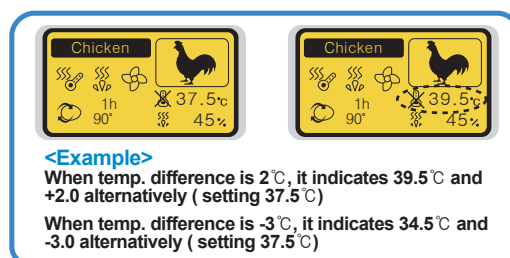 Chicken
37.5℃
1h
90°
45%
Chicken
39.5℃
1h
90°
45%
<Example>
When temp. difference is 2℃, it indicates 39.5℃ and
+2.0 alternatively ( setting 37.5℃)
When temp. difference is -3℃, it indicates 34.5℃ and
-3.0 alternatively ( setting 37.5℃)